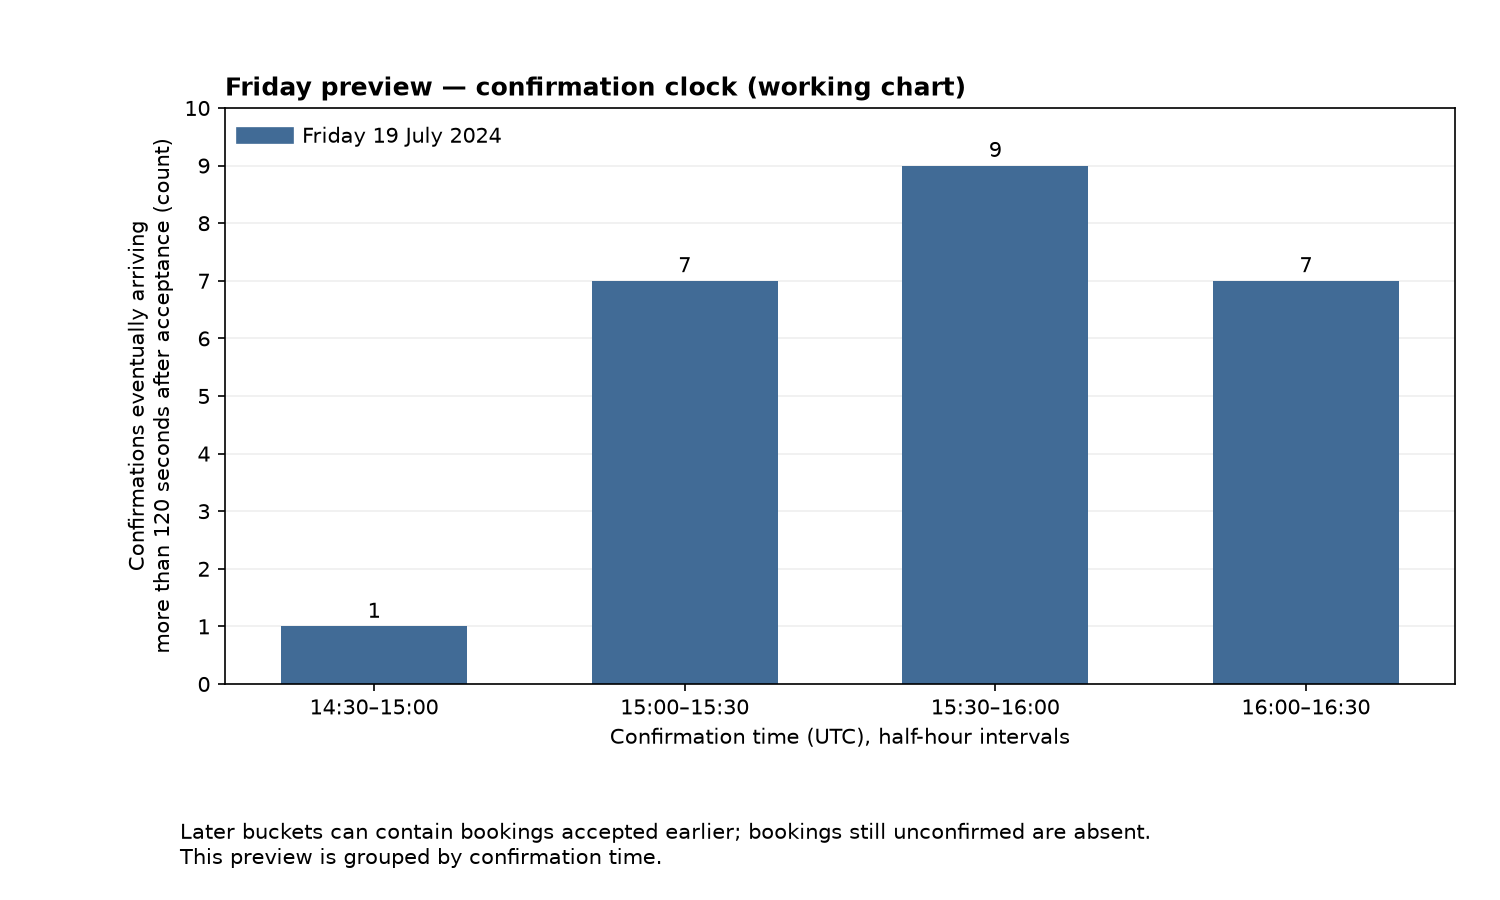 Friday preview — confirmation clock (working chart)
Friday 19 July 2024
Confirmations eventually arriving
more than 120 seconds after acceptance (count)
10
9
8
7
6
5
4
3
2
1
0
1
7
9
7
14:30–15:00
15:00–15:30
15:30–16:00
16:00–16:30
Confirmation time (UTC), half-hour intervals
Later buckets can contain bookings accepted earlier; bookings still unconfirmed are absent.
This preview is grouped by confirmation time.